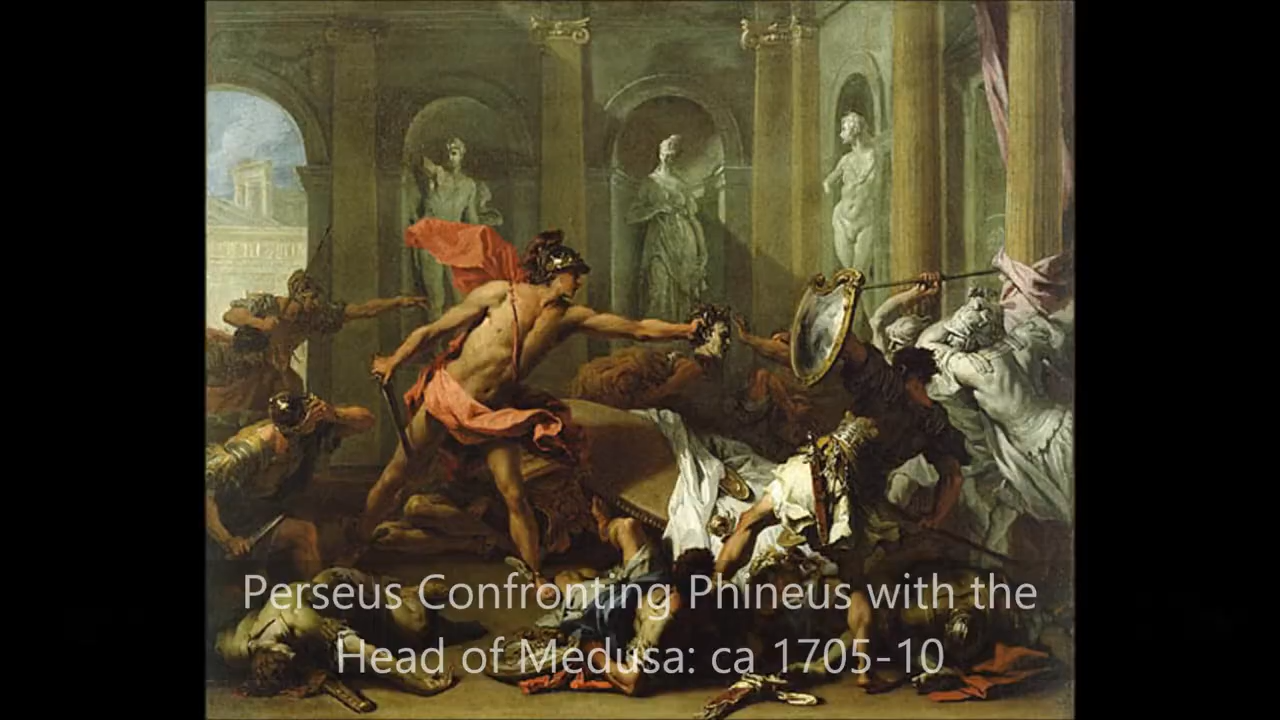 Perseus Confronting Phineus with the
Head of Medusa: ca 1705-10